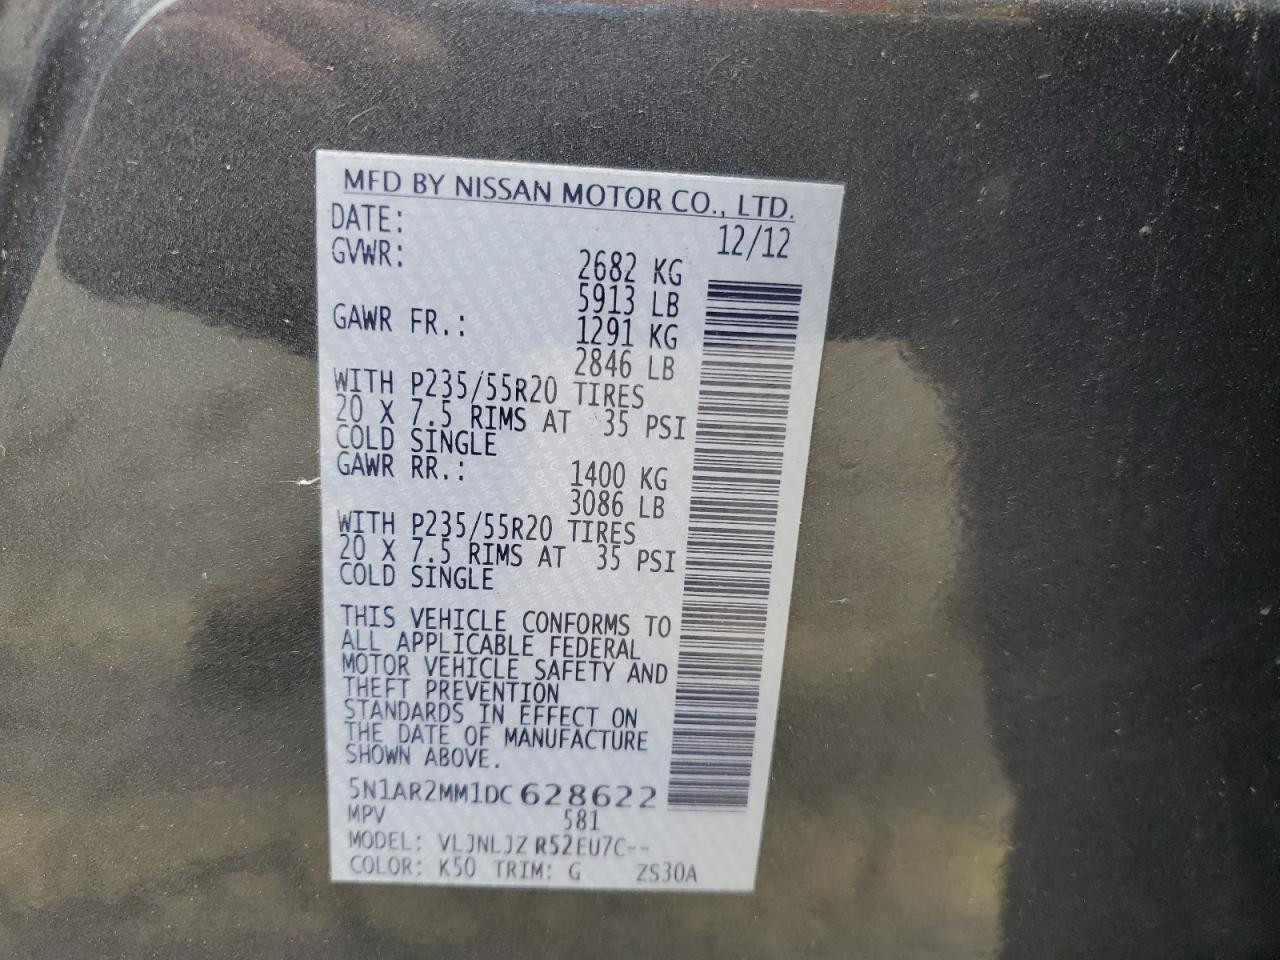 MFD BY NISSAN MOTOR CO., LTD.
DATE: 12/12
GVWR: 2682 KG
5913 LB
GAWR FR.: 1291 KG
2846 LB
WITH P235/55R20 TIRES
20 X 7.5 RIMS AT 35 PSI
COLD SINGLE
GAWR RR.: 1400 KG
3086 LB
WITH P235/55R20 TIRES
20 X 7.5 RIMS AT 35 PSI
COLD SINGLE
THIS VEHICLE CONFORMS TO
ALL APPLICABLE FEDERAL
MOTOR VEHICLE SAFETY AND
THEFT PREVENTION
STANDARDS IN EFFECT ON
THE DATE OF MANUFACTURE
SHOWN ABOVE.
5N1AR2MM1DC628622
MPV 581
MODEL: VLJNLJZ R52EU7C--
COLOR: K50 TRIM: G ZS30A